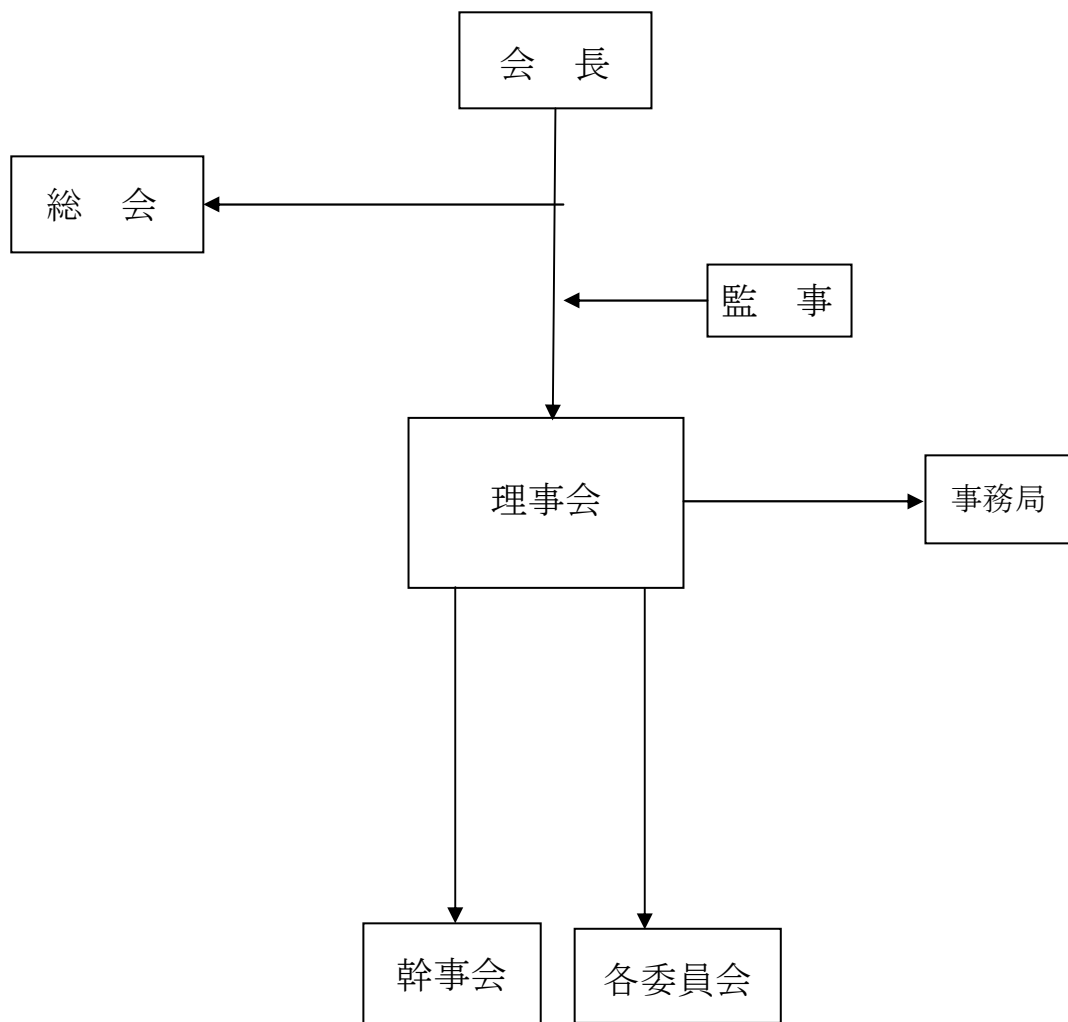 会　長
総　会
監　事
理事会
事務局
幹事会
各委員会